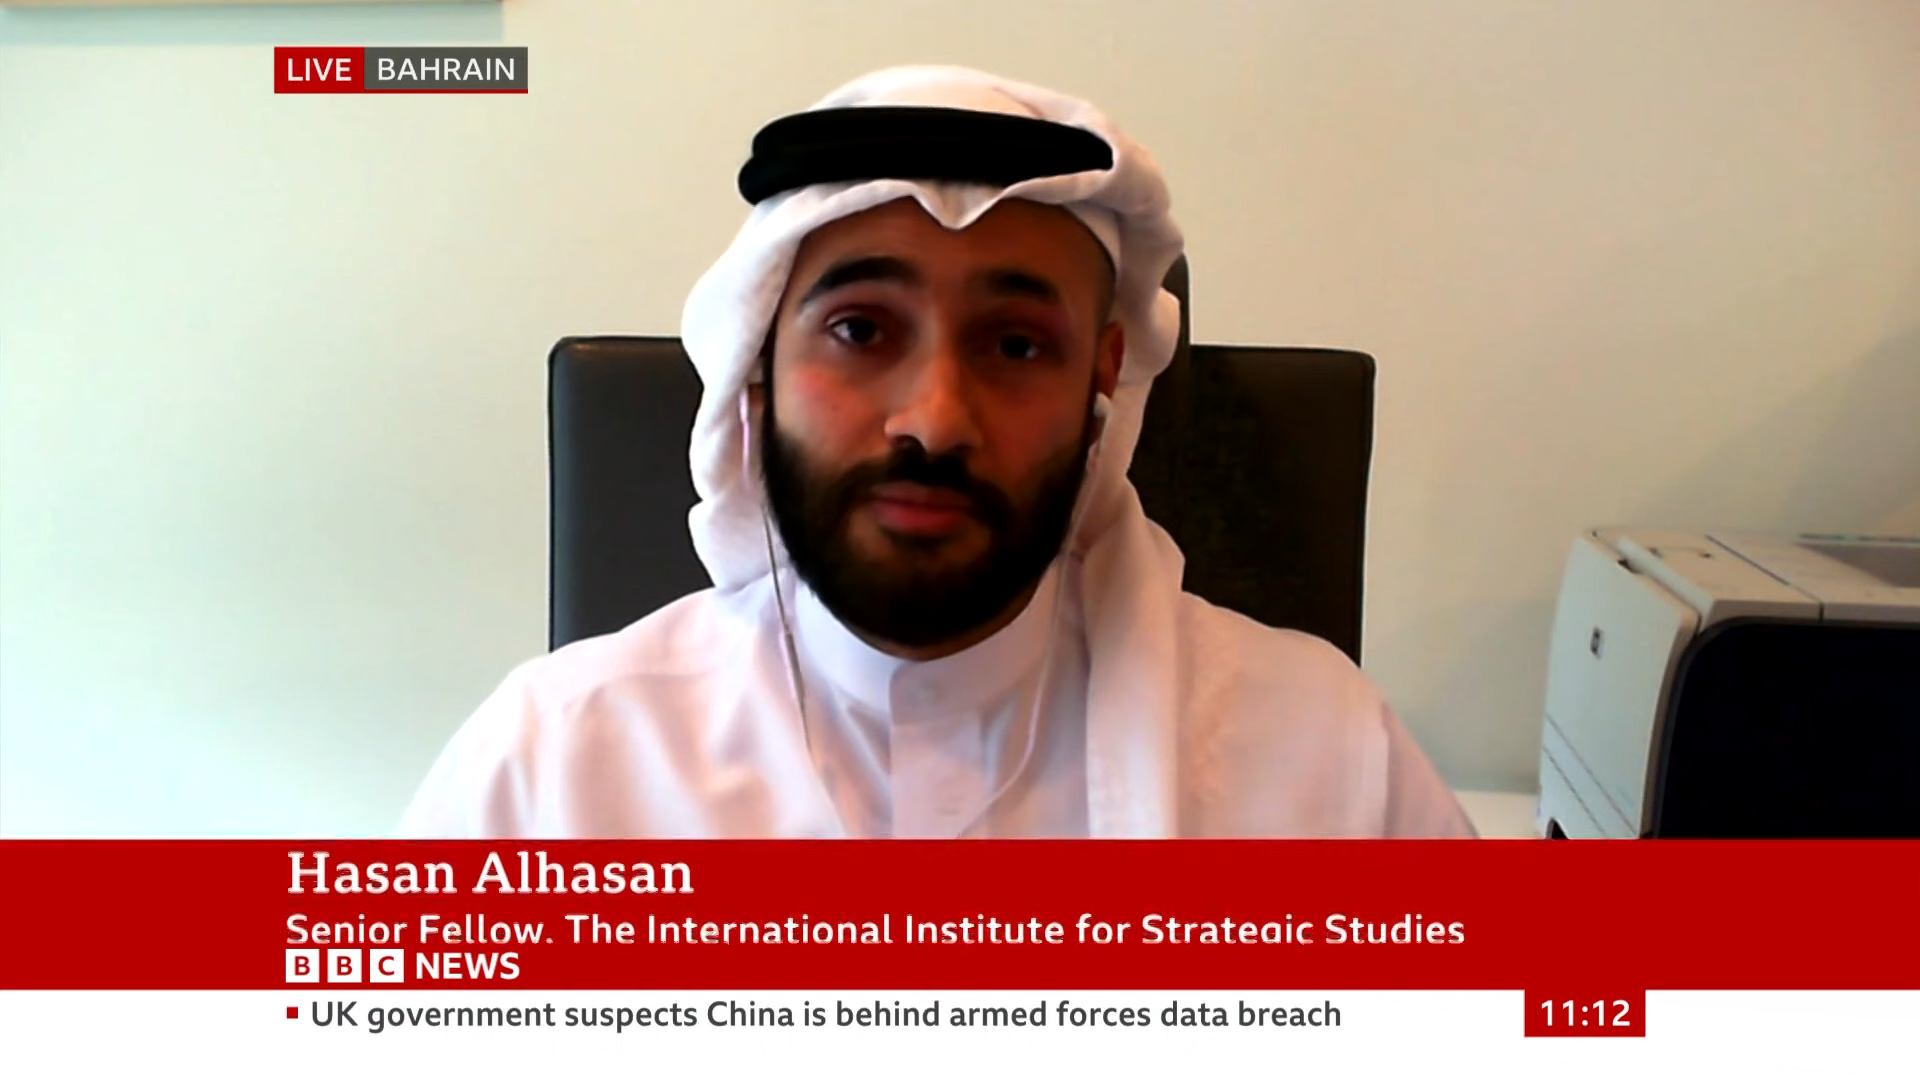 LIVE BAHRAIN
Hasan Alhasan
Senior Fellow, The International Institute for Strategic Studies
BBC NEWS
UK government suspects China is behind armed forces data breach
11:12